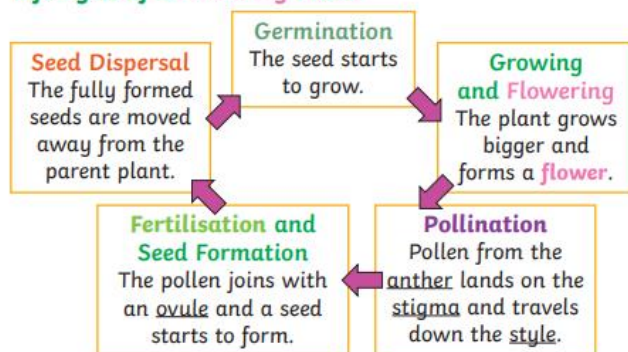 Germination
The seed starts
to grow.
Growing
and Flowering
The plant grows
bigger and
forms a flower.
Pollination
Pollen from the
anther lands on the
stigma and travels
down the style.
Fertilisation and
Seed Formation
The pollen joins with
an ovule and a seed
starts to form.
Seed Dispersal
The fully formed
seeds are moved
away from the
parent plant.